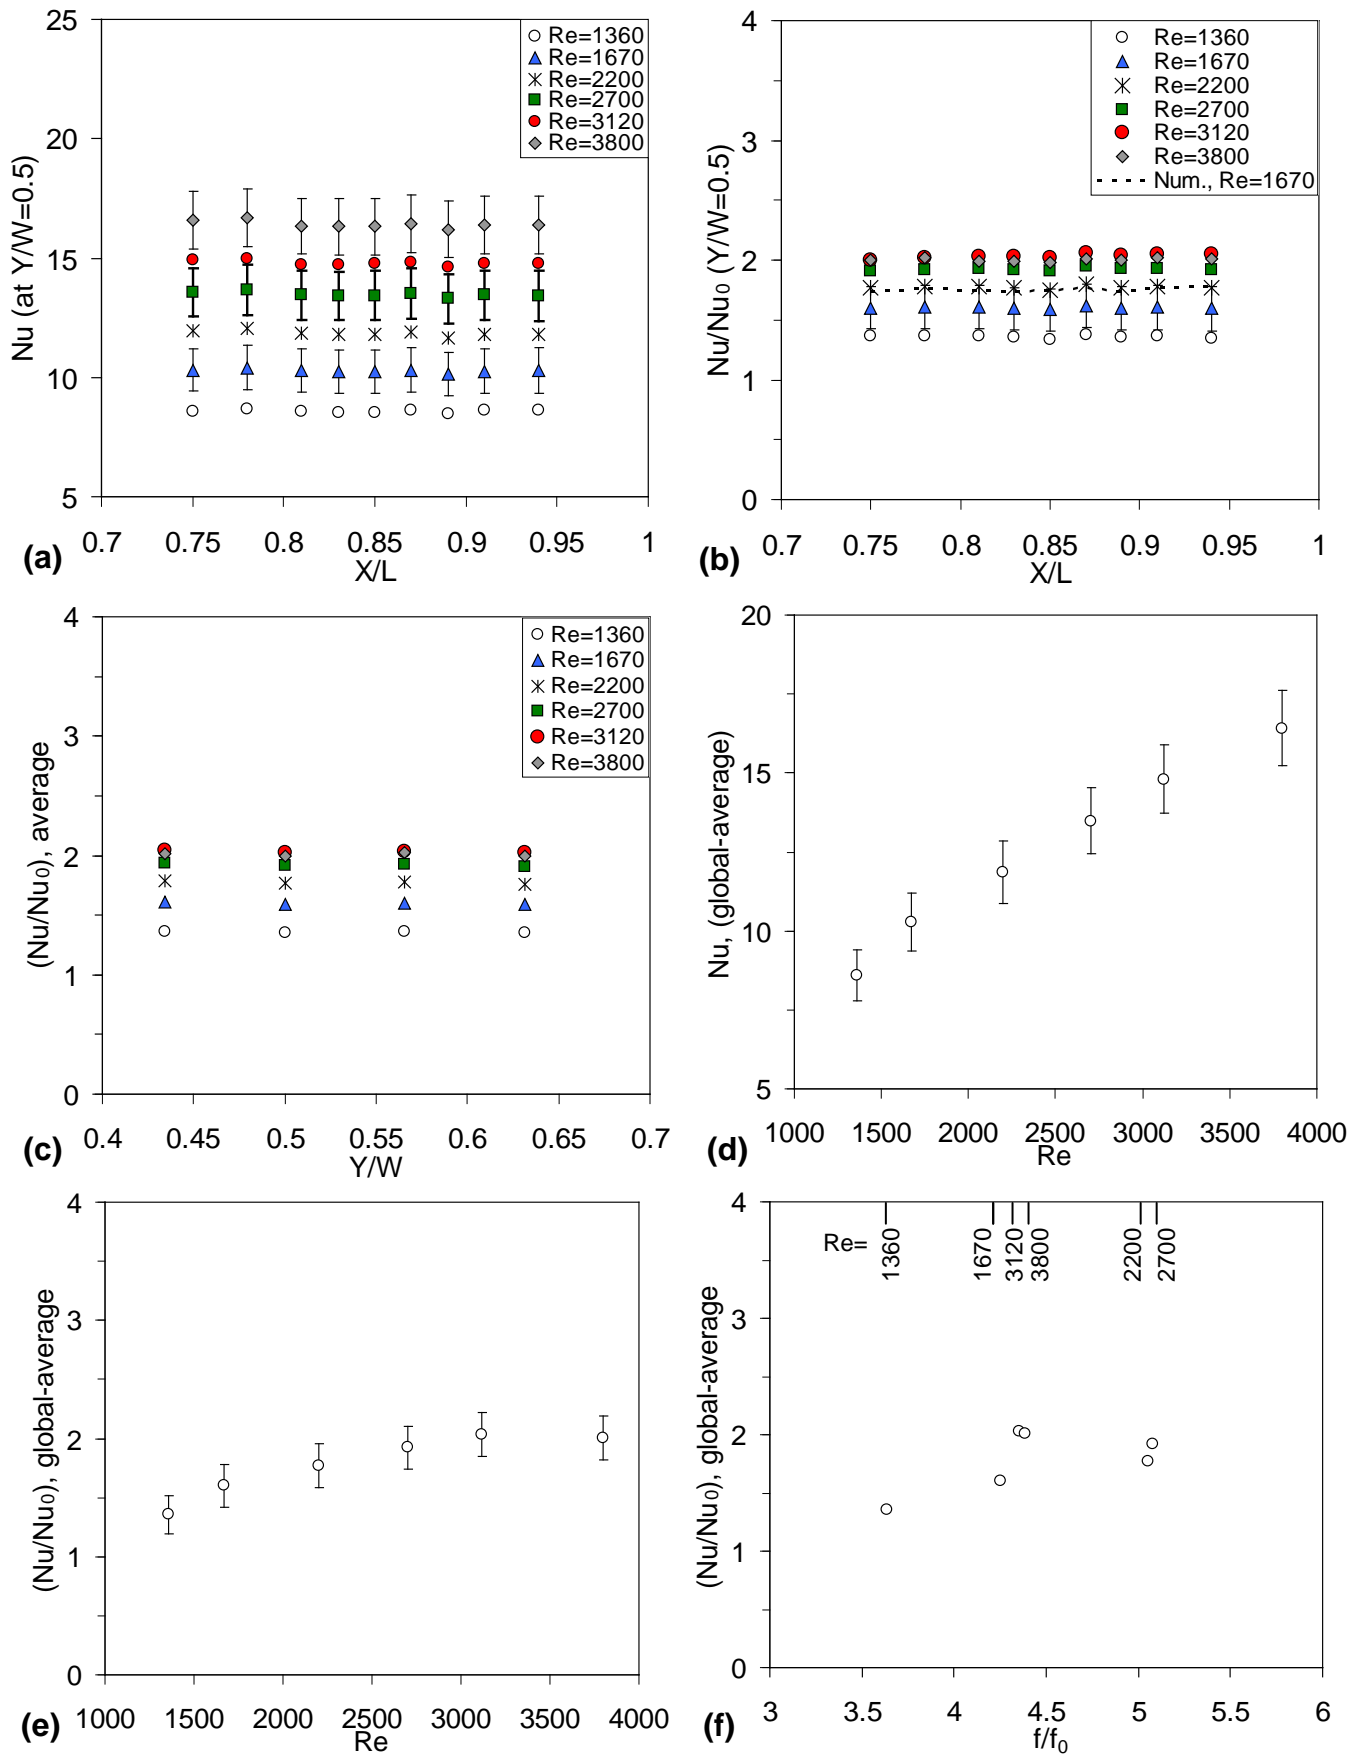 25
20
15
10
5
Nu (at Y/W=0.5)
Re=1360
Re=1670
Re=2200
Re=2700
Re=3120
Re=3800
0.7 0.75 0.8 0.85 0.9 0.95 1
X/L
(a)
4
3
2
1
0
Nu/Nu0 (Y/W=0.5)
Re=1360
Re=1670
Re=2200
Re=2700
Re=3120
Re=3800
Num., Re=1670
0.7 0.75 0.8 0.85 0.9 0.95 1
X/L
(b)
4
3
2
1
0
(Nu/Nu0), average
Re=1360
Re=1670
Re=2200
Re=2700
Re=3120
Re=3800
0.4 0.45 0.5 0.55 0.6 0.65 0.7
Y/W
(c)
20
15
10
5
Nu, (global-average)
1000 1500 2000 2500 3000 3500 4000
Re
(d)
4
3
2
1
0
(Nu/Nu0), global-average
1000 1500 2000 2500 3000 3500 4000
Re
(e)
4
3
2
1
0
(Nu/Nu0), global-average
Re=
1360
1670
3120
3800
2200
2700
3 3.5 4 4.5 5 5.5 6
f/f0
(f)